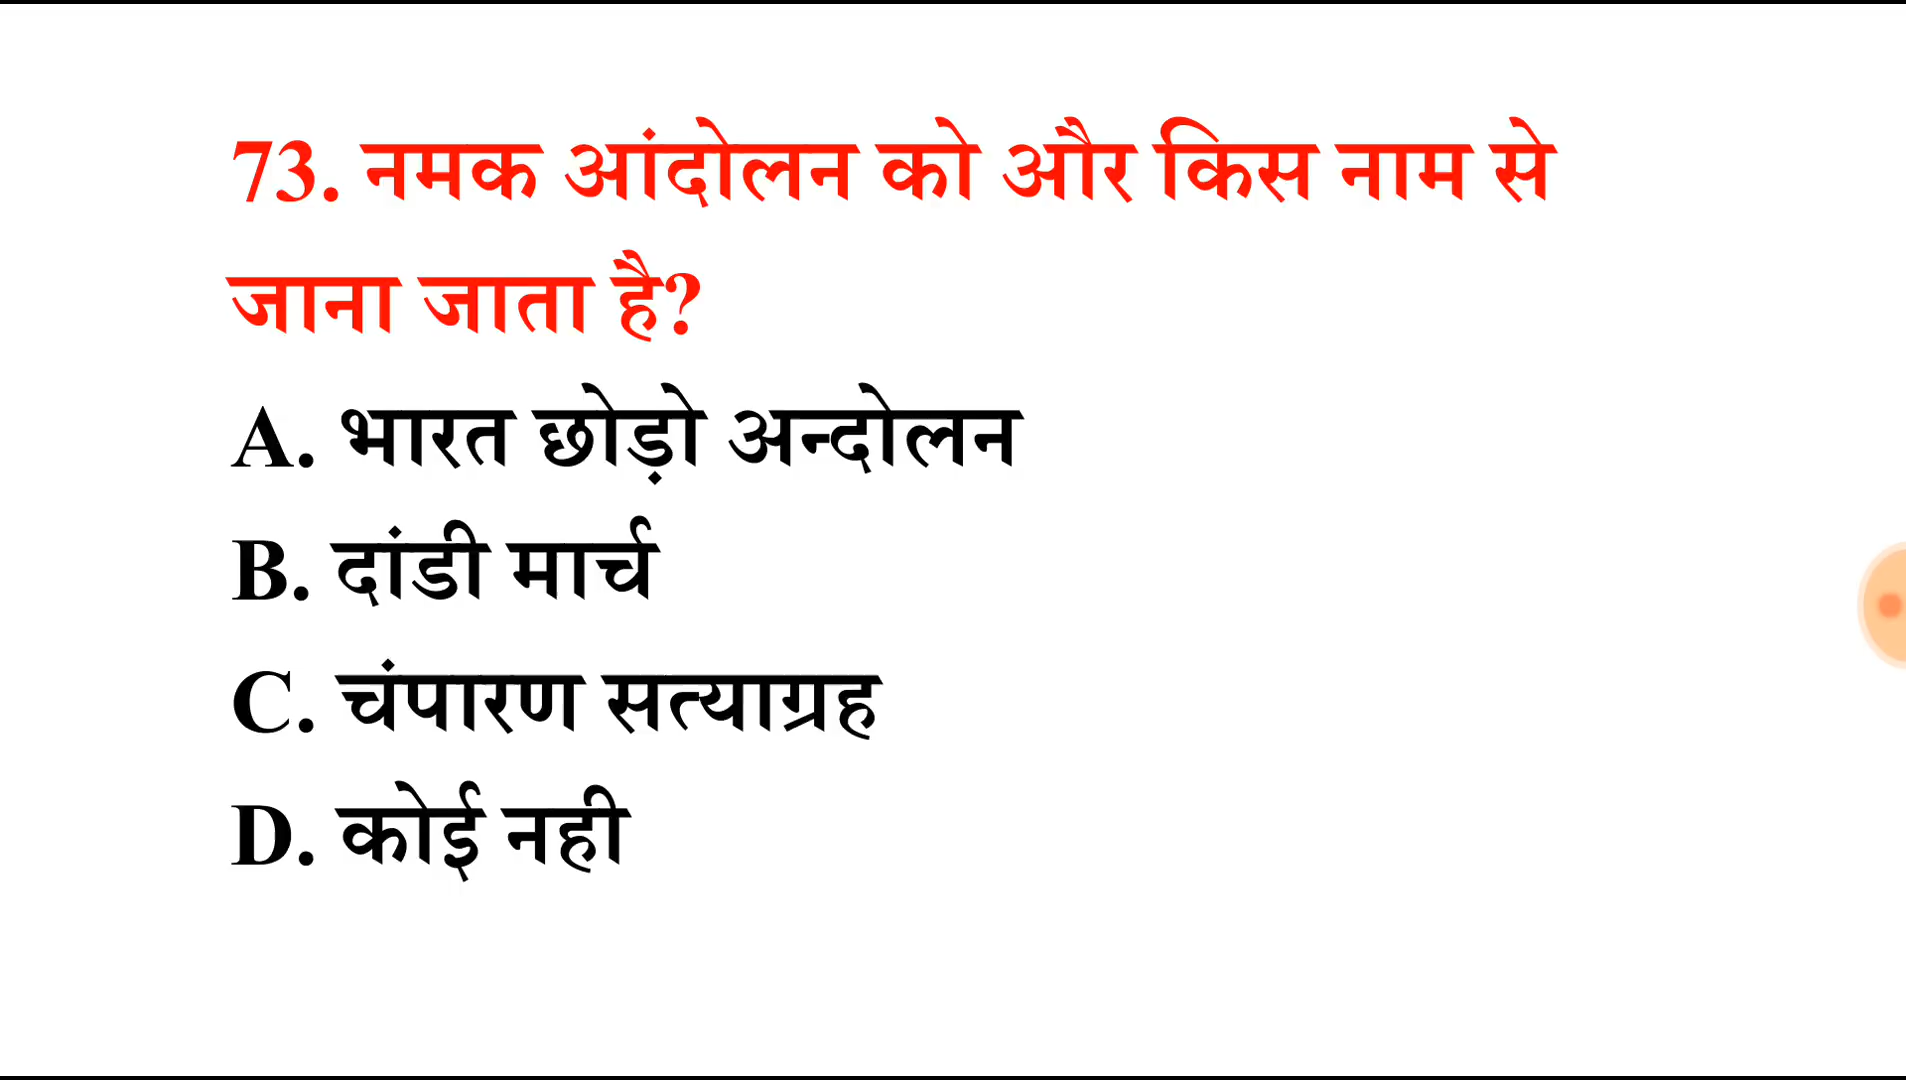 73. नमक आंदोलन को और किस नाम से
जाना जाता है?
A. भारत छोड़ो अन्दोलन
B. दांडी मार्च
C. चंपारण सत्याग्रह
D. कोई नही